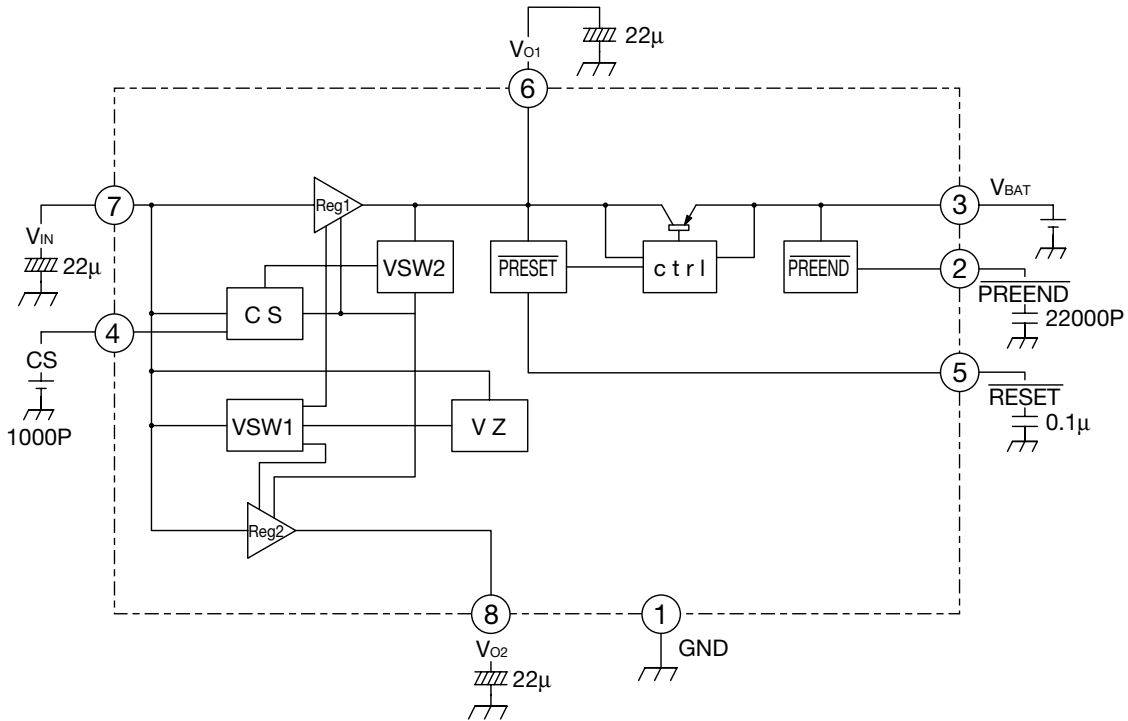 22μ
VO1
6
7
Reg1
VBAT
3
VIN
22μ
VSW2
PRESET
ctrl
PREEND
2
PREEND
22000P
CS
4
CS
1000P
5
RESET
0.1μ
VSW1
VZ
Reg2
8
1
VO2
GND
22μ